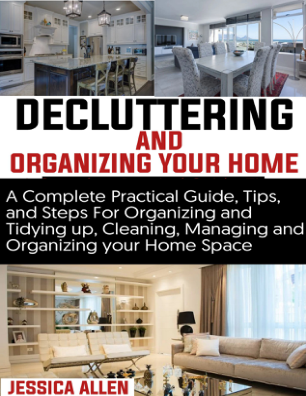 DECLUTTERING
AND
ORGANIZING YOUR HOME
A Complete Practical Guide, Tips,
and Steps For Organizing and
Tidying up, Cleaning, Managing and
Organizing your Home Space
JESSICA ALLEN